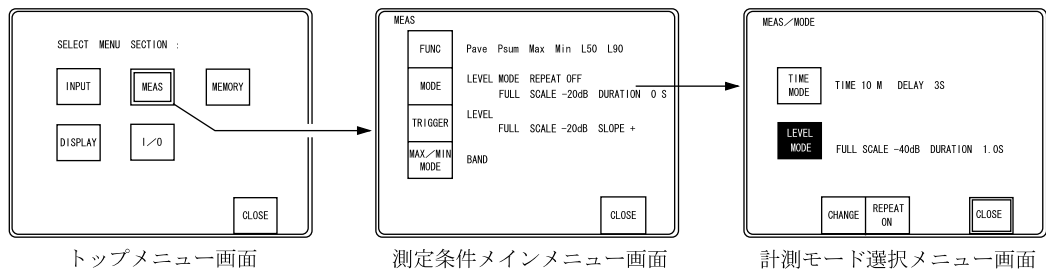 SELECT MENU SECTION :
INPUT
MEAS
MEMORY
DISPLAY
I/O
CLOSE
トップメニュー画面
MEAS
FUNC
Pave Psum Max Min L50 L90
MODE
LEVEL MODE REPEAT OFF
FULL SCALE -20dB DURATION 0 S
TRIGGER
LEVEL
FULL SCALE -20dB SLOPE +
MAX/MIN
MODE
BAND
CLOSE
測定条件メインメニュー画面
MEAS/MODE
TIME
MODE
TIME 10 M DELAY 3S
LEVEL
MODE
FULL SCALE -40dB DURATION 1.0S
CHANGE
REPEAT
ON
CLOSE
計測モード選択メニュー画面